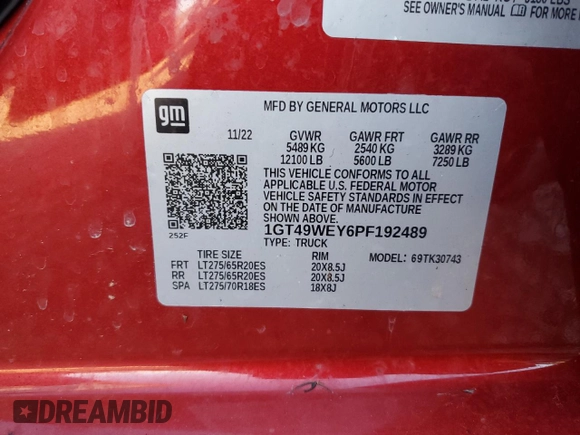 SEE OWNER'S MANUAL FOR MORE
gm
MFD BY GENERAL MOTORS LLC
11/22 GVWR GAWR FRT GAWR RR
5489 KG 2540 KG 3289 KG
12100 LB 5600 LB 7250 LB
THIS VEHICLE CONFORMS TO ALL
APPLICABLE U.S. FEDERAL MOTOR
VEHICLE SAFETY STANDARDS IN EFFECT
ON THE DATE OF MANUFACTURE
SHOWN ABOVE.
1GT49WEY6PF192489
252F
TYPE: TRUCK
TIRE SIZE RIM MODEL: 69TK30743
FRT LT275/65R20ES 20X8.5J
RR LT275/65R20ES 20X8.5J
SPA LT275/70R18ES 18X8J
DREAMBID